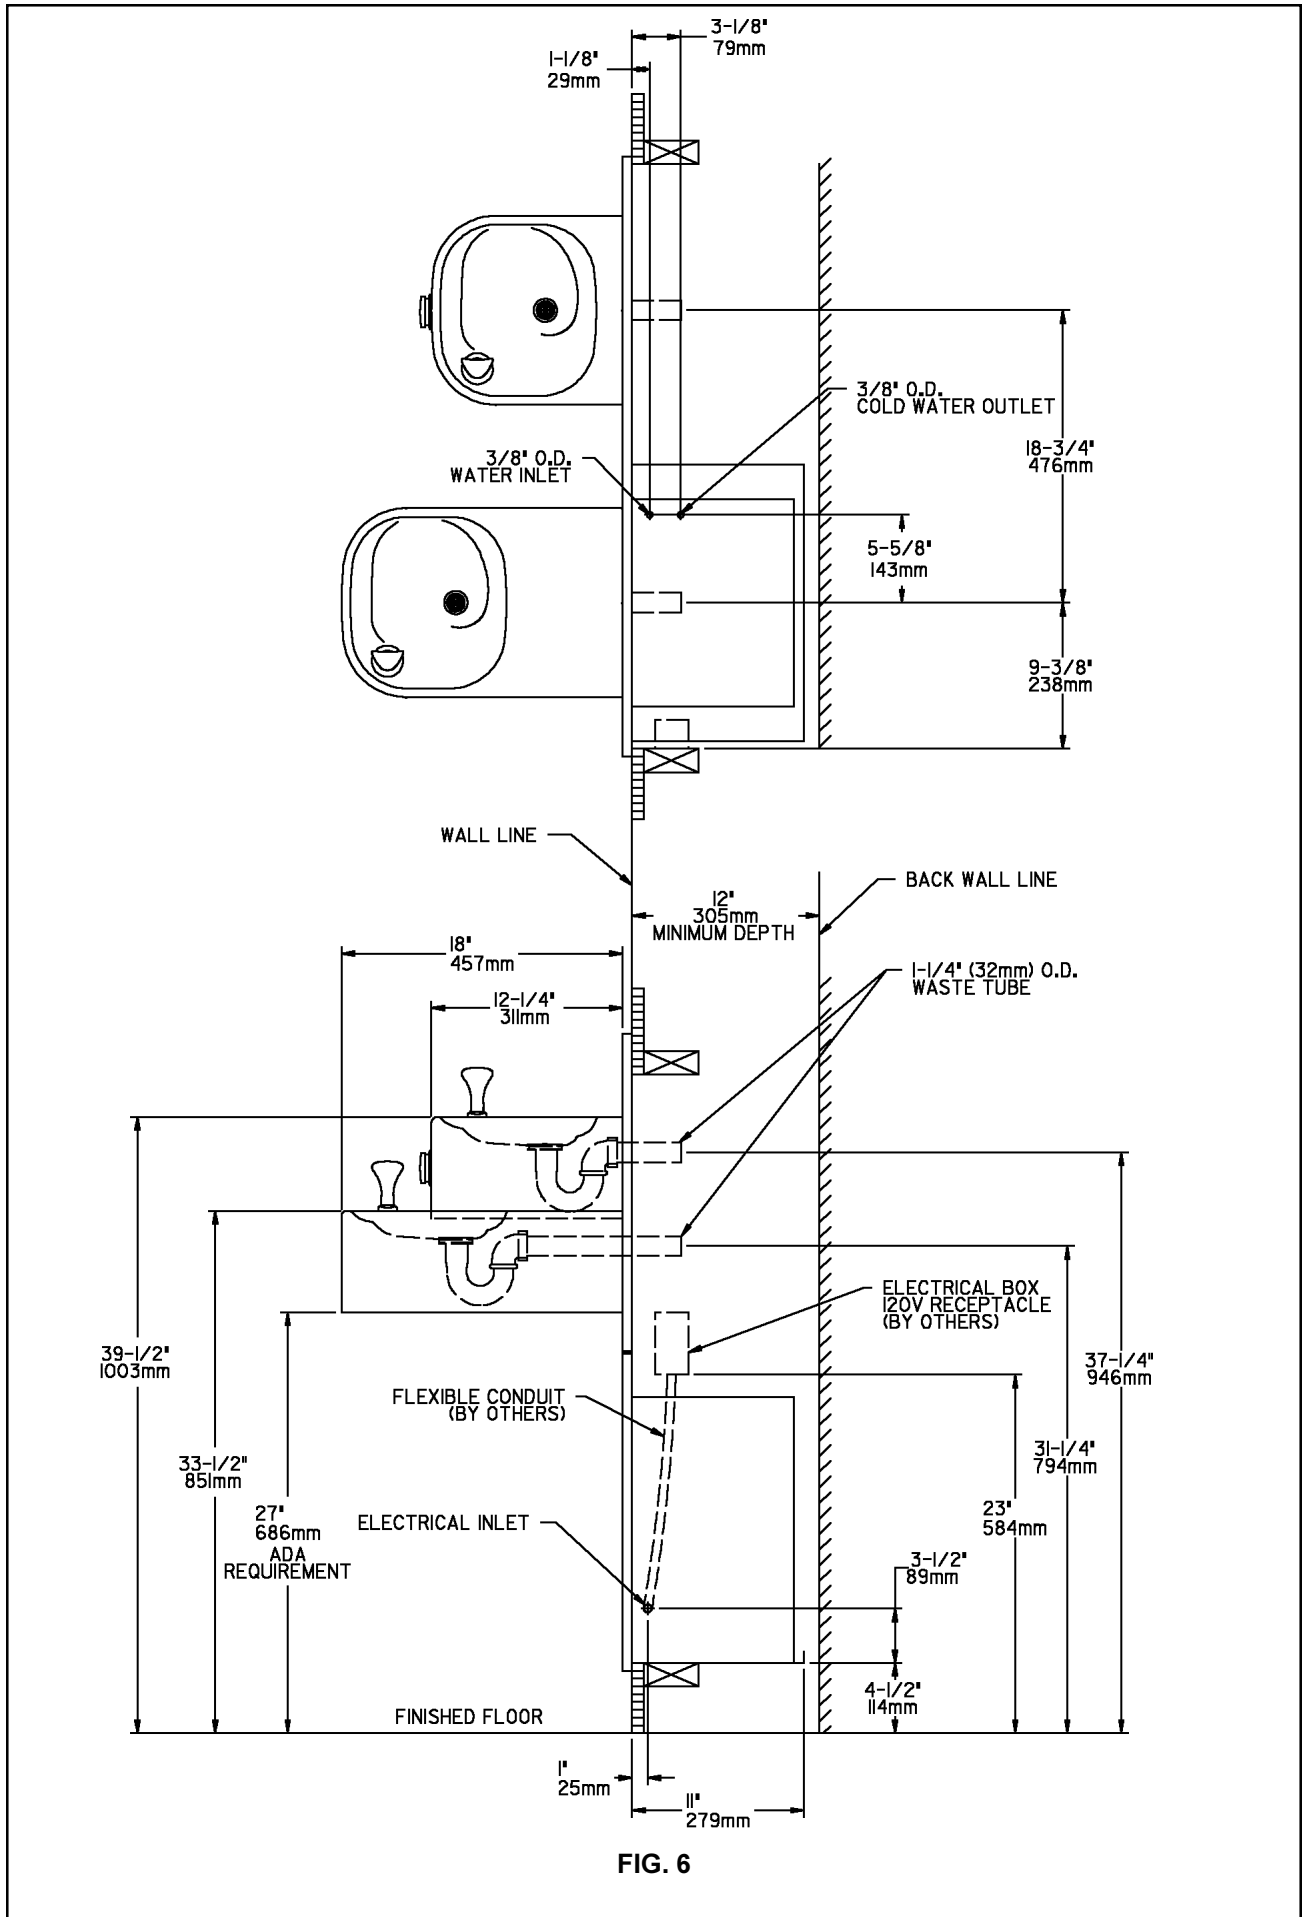 3-1/8"
79mm
1-1/8"
29mm
3/8" O.D.
COLD WATER OUTLET
18-3/4"
476mm
3/8" O.D.
WATER INLET
5-5/8"
143mm
9-3/8"
238mm
WALL LINE
BACK WALL LINE
12"
305mm
MINIMUM DEPTH
18"
457mm
1-1/4" (32mm) O.D.
WASTE TUBE
12-1/4"
311mm
ELECTRICAL BOX
120V RECEPTACLE
(BY OTHERS)
39-1/2"
1003mm
37-1/4"
946mm
FLEXIBLE CONDUIT
(BY OTHERS)
31-1/4"
794mm
33-1/2"
851mm
27"
686mm
ADA
REQUIREMENT
23"
584mm
ELECTRICAL INLET
3-1/2"
89mm
4-1/2"
114mm
FINISHED FLOOR
1"
25mm
11"
279mm
FIG. 6